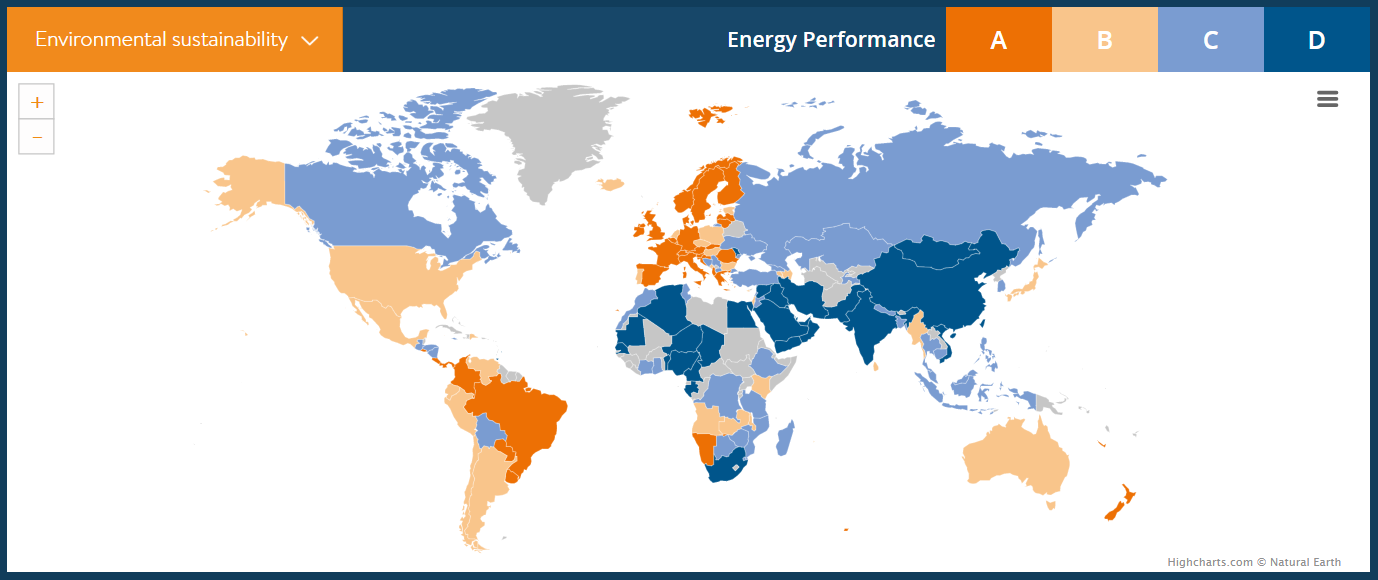 Environmental sustainability
Energy Performance A B C D
+
−
Highcharts.com © Natural Earth